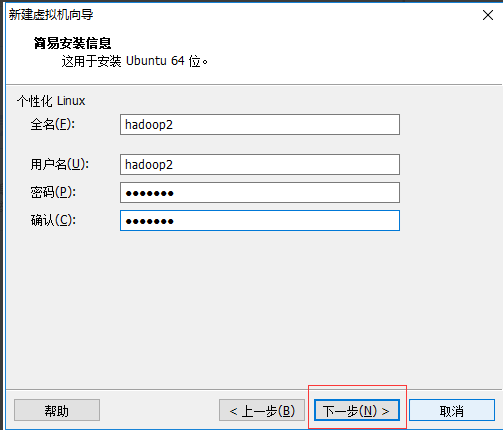 新建虚拟机向导
简易安装信息
这用于安装 Ubuntu 64 位。
个性化 Linux
全名(F): hadoop2
用户名(U): hadoop2
密码(P): ●●●●●●●
确认(C): ●●●●●●●
帮助 < 上一步(B) 下一步(N) > 取消